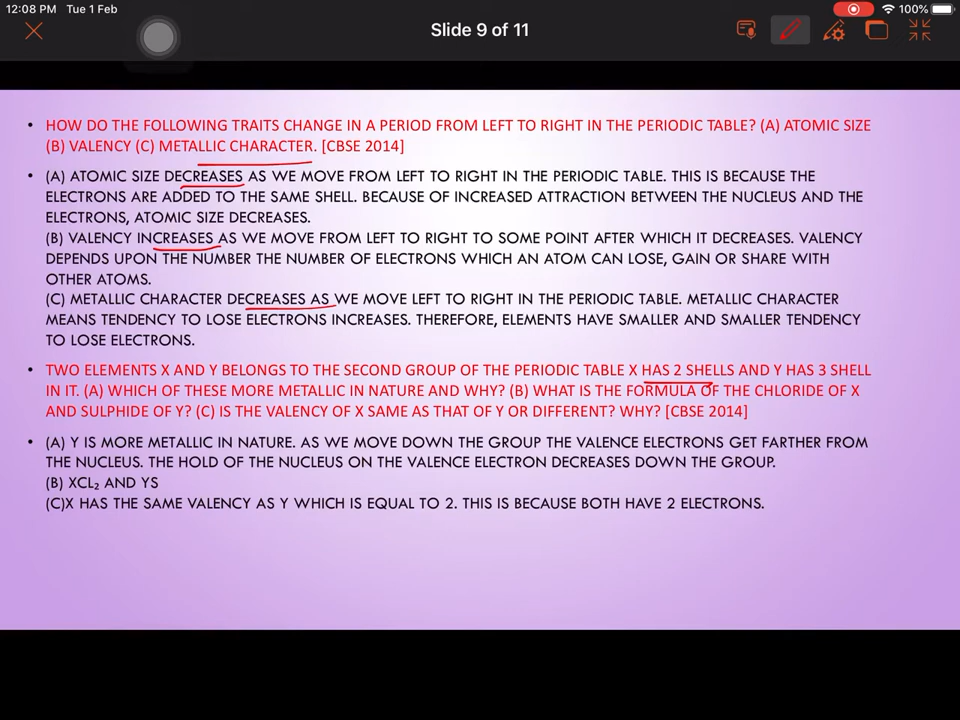 12:08 PM Tue 1 Feb
100%
Slide 9 of 11
• HOW DO THE FOLLOWING TRAITS CHANGE IN A PERIOD FROM LEFT TO RIGHT IN THE PERIODIC TABLE? (A) ATOMIC SIZE
(B) VALENCY (C) METALLIC CHARACTER. [CBSE 2014]
• (A) ATOMIC SIZE DECREASES AS WE MOVE FROM LEFT TO RIGHT IN THE PERIODIC TABLE. THIS IS BECAUSE THE
ELECTRONS ARE ADDED TO THE SAME SHELL. BECAUSE OF INCREASED ATTRACTION BETWEEN THE NUCLEUS AND THE
ELECTRONS, ATOMIC SIZE DECREASES.
(B) VALENCY INCREASES AS WE MOVE FROM LEFT TO RIGHT TO SOME POINT AFTER WHICH IT DECREASES. VALENCY
DEPENDS UPON THE NUMBER THE NUMBER OF ELECTRONS WHICH AN ATOM CAN LOSE, GAIN OR SHARE WITH
OTHER ATOMS.
(C) METALLIC CHARACTER DECREASES AS WE MOVE LEFT TO RIGHT IN THE PERIODIC TABLE. METALLIC CHARACTER
MEANS TENDENCY TO LOSE ELECTRONS INCREASES. THEREFORE, ELEMENTS HAVE SMALLER AND SMALLER TENDENCY
TO LOSE ELECTRONS.
• TWO ELEMENTS X AND Y BELONGS TO THE SECOND GROUP OF THE PERIODIC TABLE X HAS 2 SHELLS AND Y HAS 3 SHELL
IN IT. (A) WHICH OF THESE MORE METALLIC IN NATURE AND WHY? (B) WHAT IS THE FORMULA OF THE CHLORIDE OF X
AND SULPHIDE OF Y? (C) IS THE VALENCY OF X SAME AS THAT OF Y OR DIFFERENT? WHY? [CBSE 2014]
• (A) Y IS MORE METALLIC IN NATURE. AS WE MOVE DOWN THE GROUP THE VALENCE ELECTRONS GET FARTHER FROM
THE NUCLEUS. THE HOLD OF THE NUCLEUS ON THE VALENCE ELECTRON DECREASES DOWN THE GROUP.
(B) XCL₂ AND YS
(C)X HAS THE SAME VALENCY AS Y WHICH IS EQUAL TO 2. THIS IS BECAUSE BOTH HAVE 2 ELECTRONS.